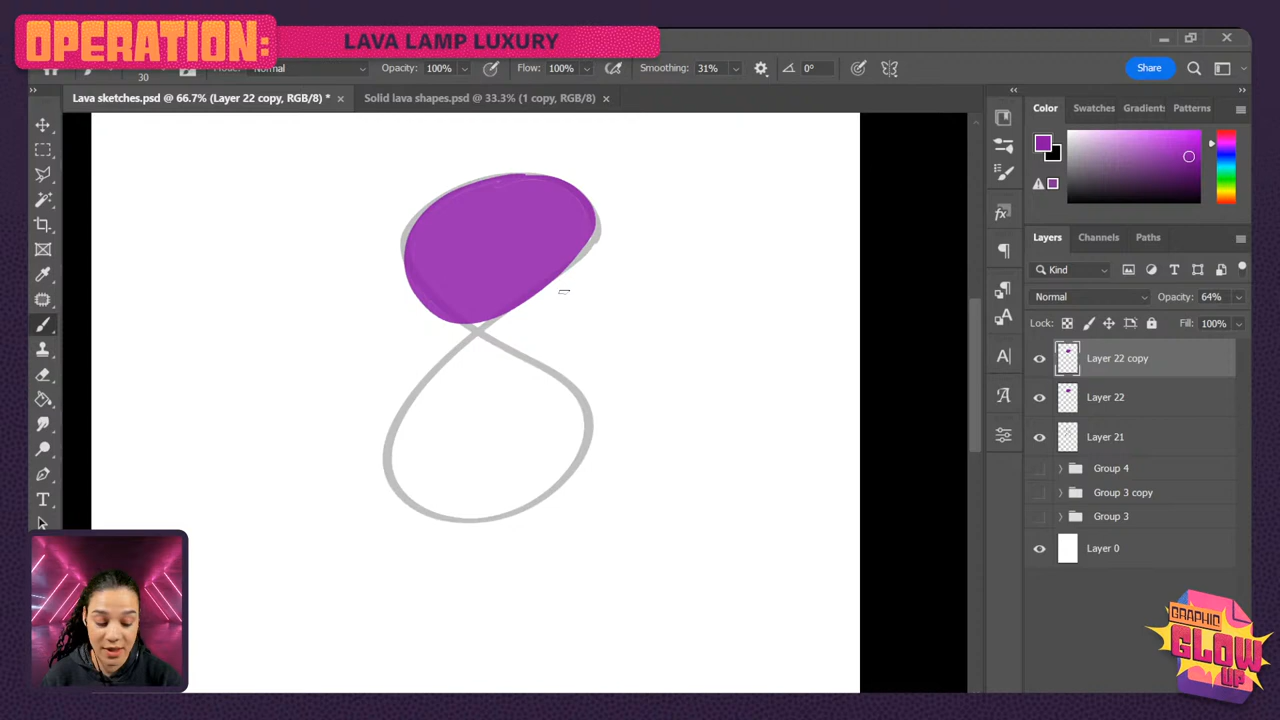 OPERATION:
LAVA LAMP LUXURY
30
Normal
Opacity: 100%
Flow: 100%
Smoothing: 31%
0°
Share
Lava sketches.psd @ 66.7% (Layer 22 copy, RGB/8) *
Solid lava shapes.psd @ 33.3% (1 copy, RGB/8)
Color
Swatches
Gradients
Patterns
Layers
Channels
Paths
Kind
Normal
Opacity: 64%
Lock:
Fill: 100%
Layer 22 copy
Layer 22
Layer 21
Group 4
Group 3 copy
Group 3
Layer 0
GRAPHIC
GLOW
UP